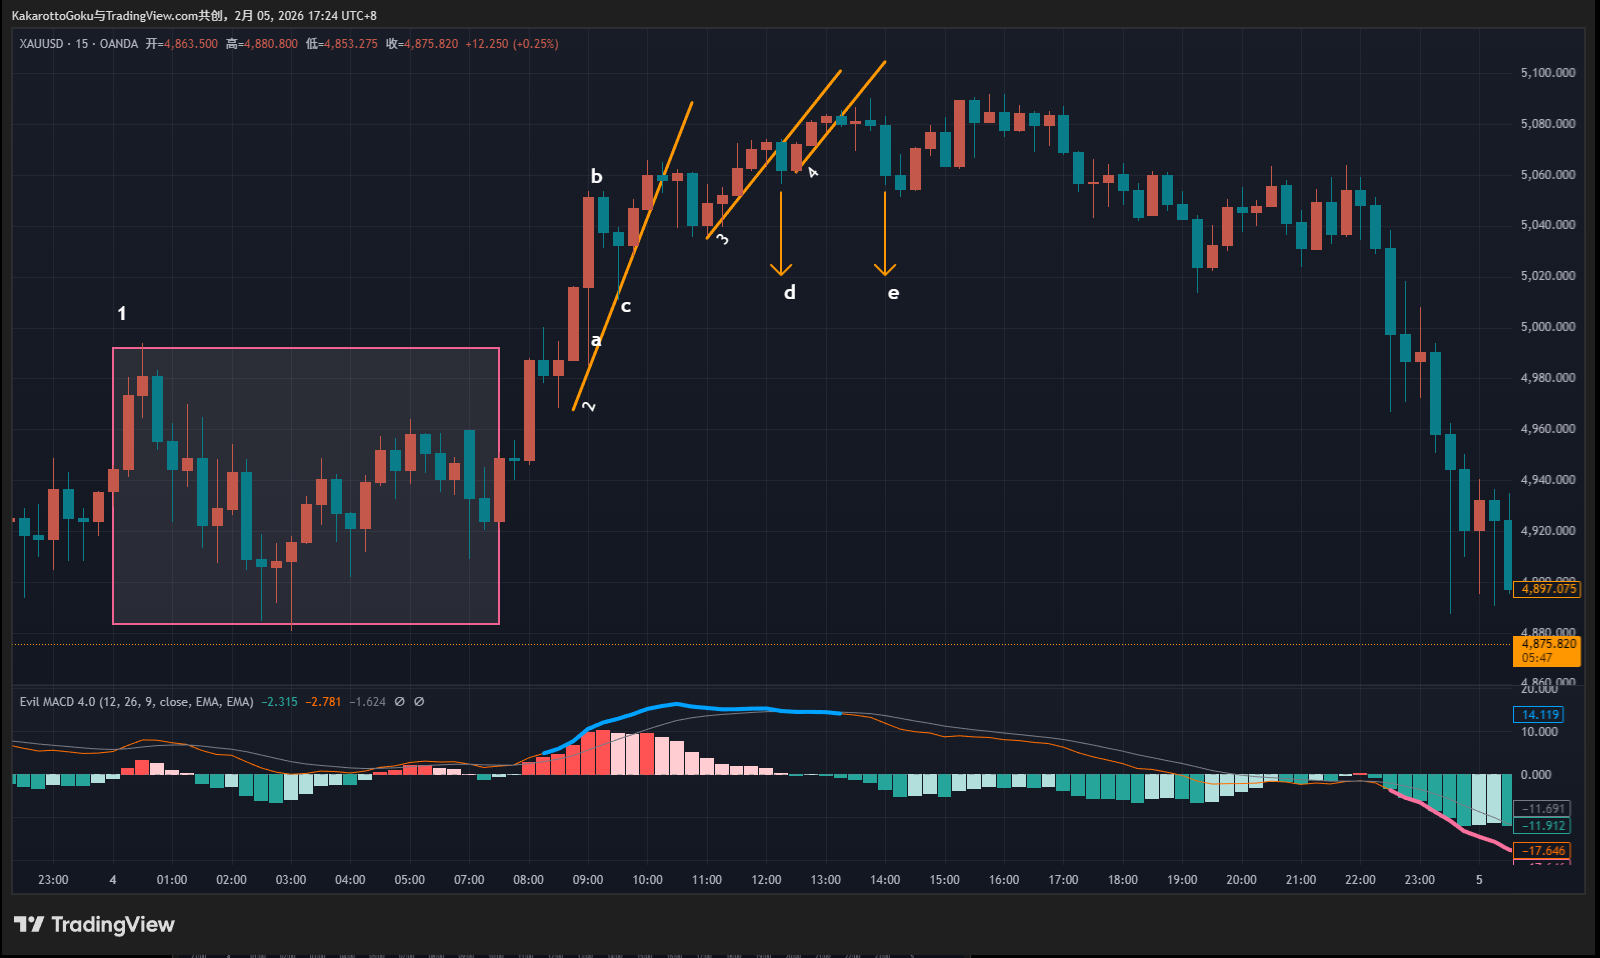 KakarottoGoku与TradingView.com共创，2月 05, 2026 17:24 UTC+8
XAUUSD · 15 · OANDA 开=4,863.500 高=4,880.800 低=4,853.275 收=4,875.820 +12.250 (+0.25%)
5,100.000
5,080.000
5,060.000
5,040.000
5,020.000
5,000.000
4,980.000
4,960.000
4,940.000
4,920.000
4,900.000
4,897.075
4,880.000
4,875.820
05:47
4,860.000
1
2
a
b
c
3
4
d
e
Evil MACD 4.0 (12, 26, 9, close, EMA, EMA) −2.315 −2.781 −1.624 ∅ ∅
20.000
14.119
10.000
0.000
−11.691
−11.912
−17.646
23:00 4 01:00 02:00 03:00 04:00 05:00 07:00 08:00 09:00 10:00 11:00 12:00 13:00 14:00 15:00 16:00 17:00 18:00 19:00 20:00 21:00 22:00 23:00 5
TradingView